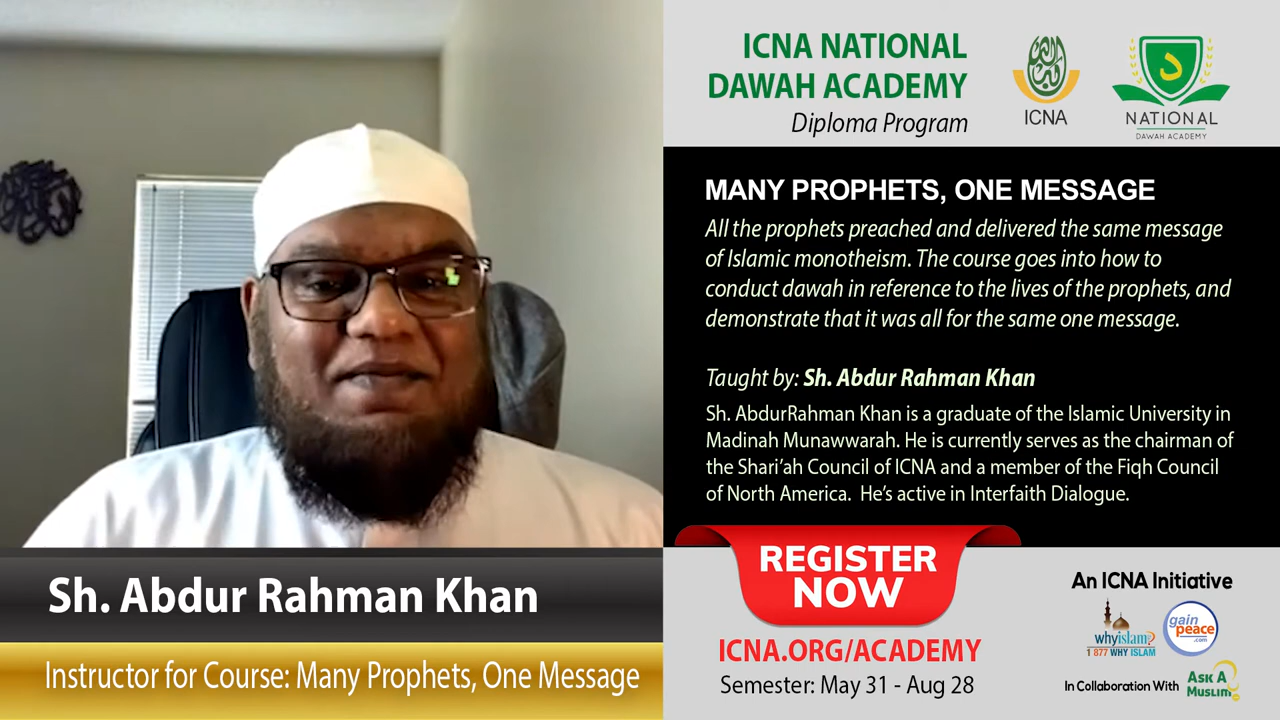 Sh. Abdur Rahman Khan
Instructor for Course: Many Prophets, One Message
ICNA NATIONAL
DAWAH ACADEMY
Diploma Program
ICNA
د
NATIONAL
DAWAH ACADEMY
MANY PROPHETS, ONE MESSAGE
All the prophets preached and delivered the same message
of Islamic monotheism. The course goes into how to
conduct dawah in reference to the lives of the prophets, and
demonstrate that it was all for the same one message.
Taught by: Sh. Abdur Rahman Khan
Sh. AbdurRahman Khan is a graduate of the Islamic University in
Madinah Munawwarah. He is currently serves as the chairman of
the Shari'ah Council of ICNA and a member of the Fiqh Council
of North America. He's active in Interfaith Dialogue.
REGISTER
NOW
ICNA.ORG/ACADEMY
Semester: May 31 - Aug 28
An ICNA Initiative
whyislam?
1 877 WHY ISLAM
gain
peace
.com
In Collaboration With
ASK A
MUSLIM